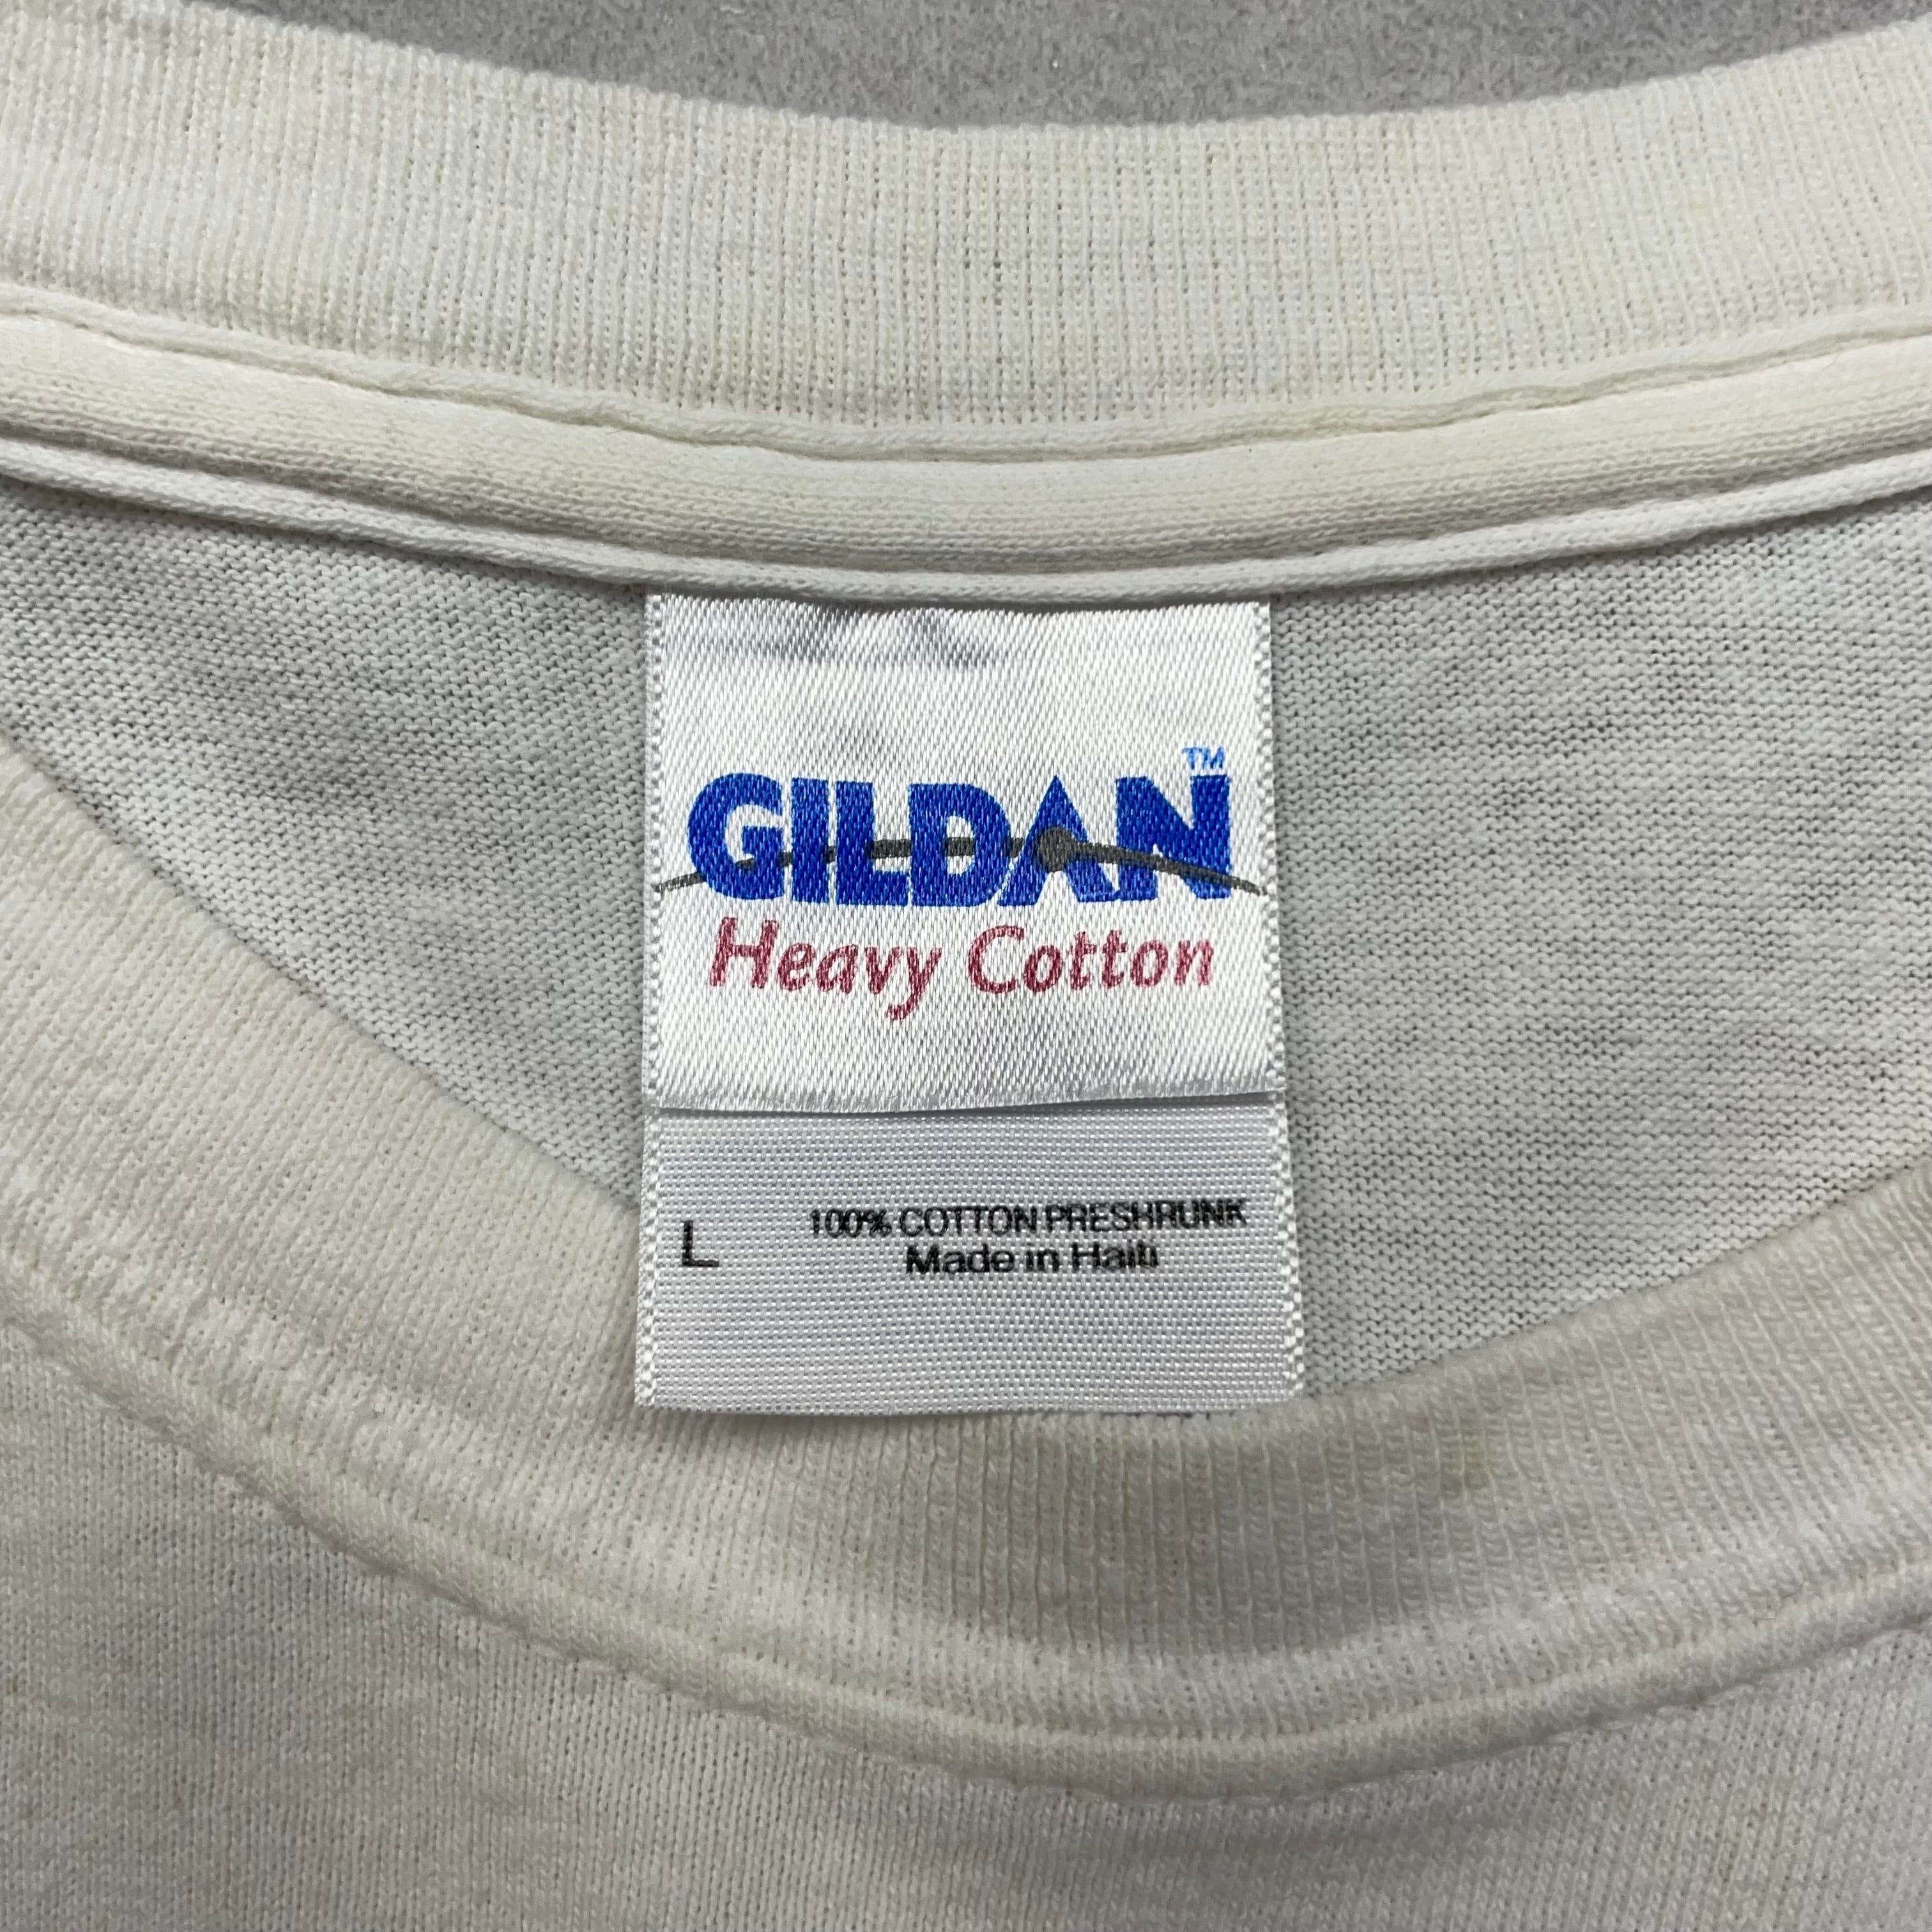 GILDAN™
Heavy Cotton
L 100% COTTON PRESHRUNK
Made in Haiti